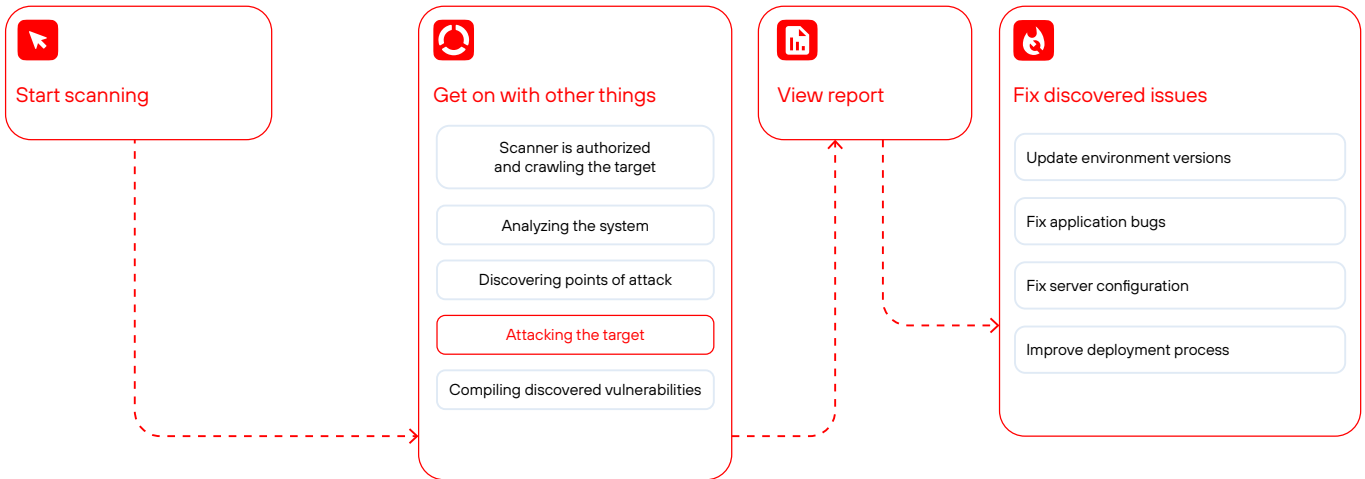 Start scanning
Get on with other things
Scanner is authorized
and crawling the target
Analyzing the system
Discovering points of attack
Attacking the target
Compiling discovered vulnerabilities
View report
Fix discovered issues
Update environment versions
Fix application bugs
Fix server configuration
Improve deployment process